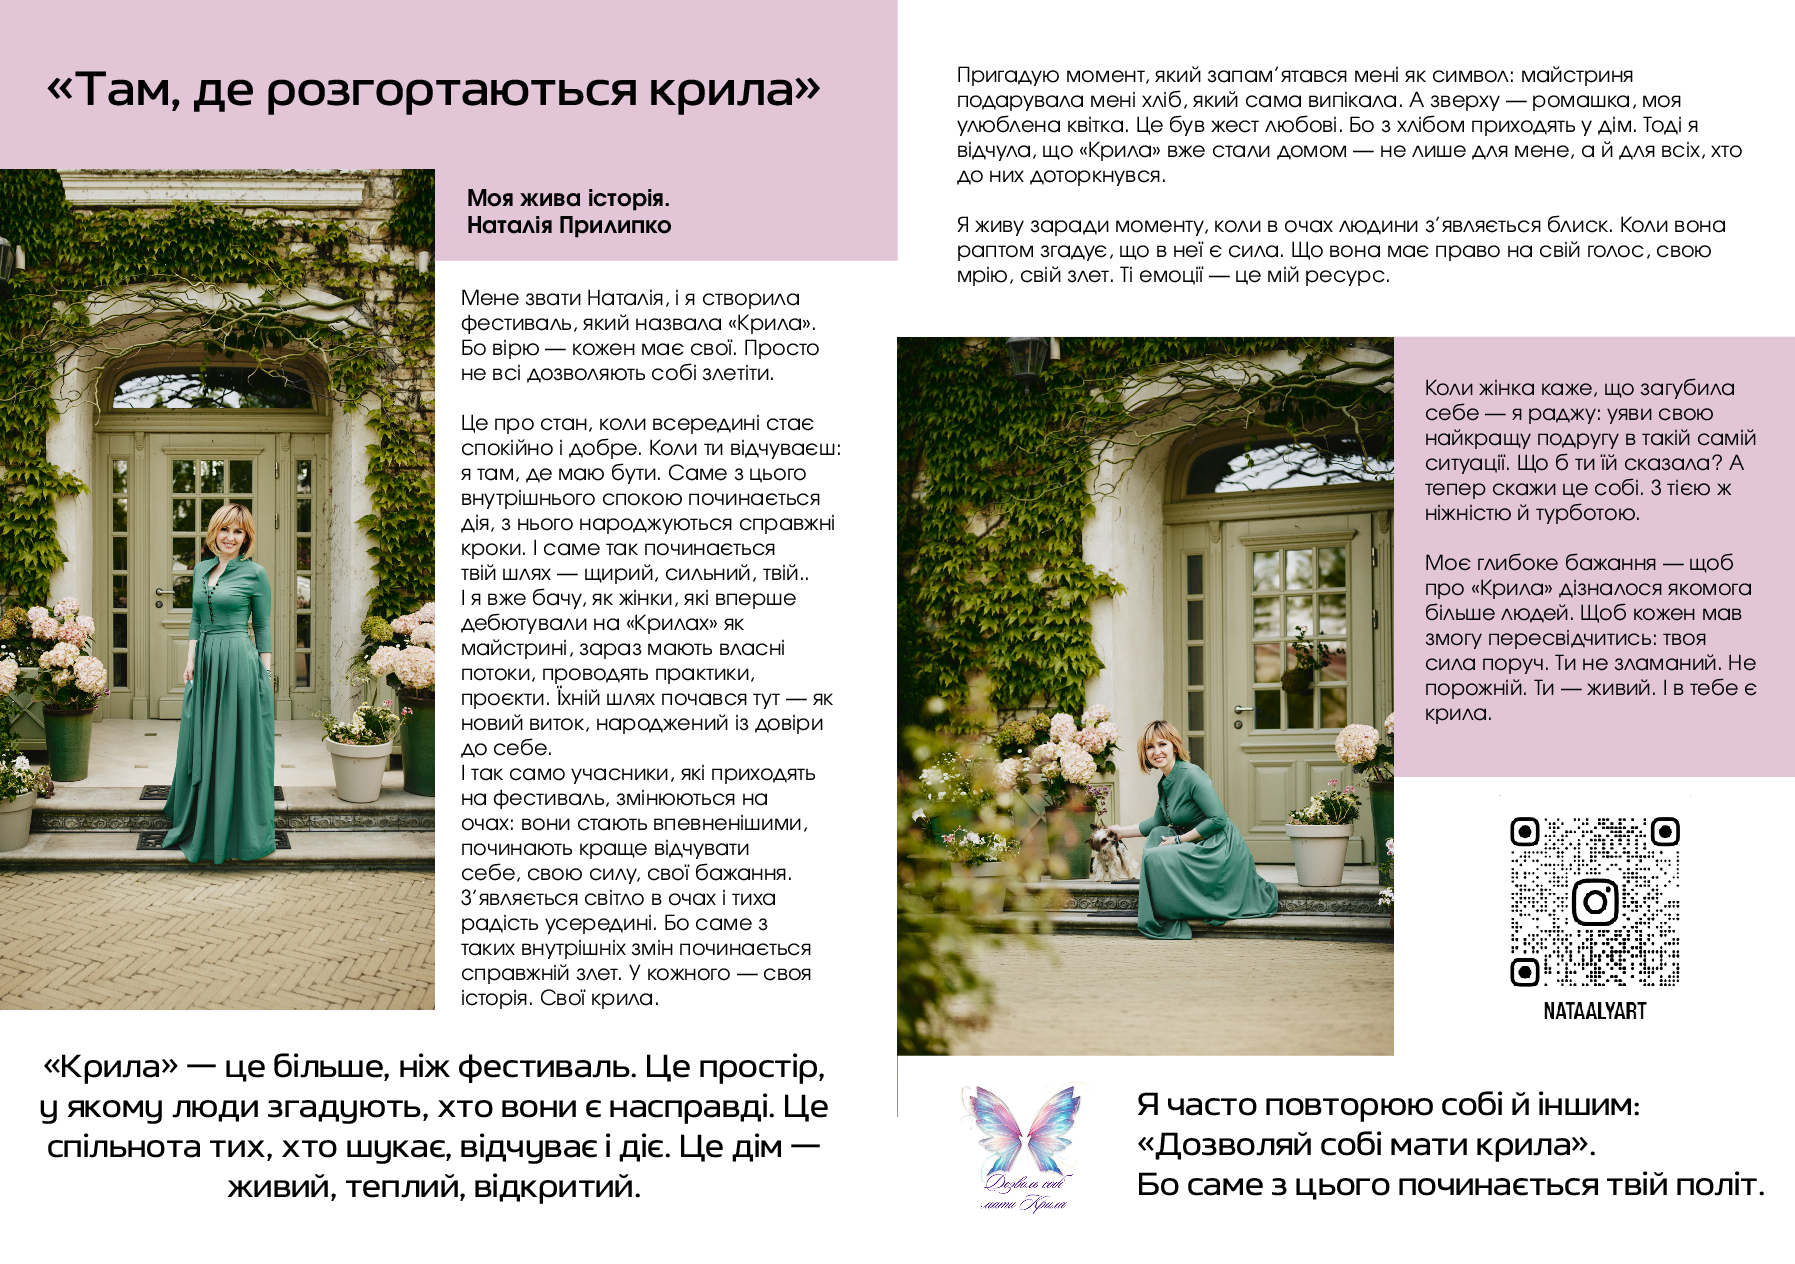 «Там, де розгортаються крила»
Моя жива історія.
Наталія Прилипко
Мене звати Наталія, і я створила
фестиваль, який назвала «Крила».
Бо вірю — кожен має свої. Просто
не всі дозволяють собі злетіти.
Це про стан, коли всередині стає
спокійно і добре. Коли ти відчуваєш:
я там, де маю бути. Саме з цього
внутрішнього спокою починається
дія, з нього народжуються справжні
кроки. І саме так починається
твій шлях — щирий, сильний, твій..
І я вже бачу, як жінки, які вперше
дебютували на «Крилах» як
майстрині, зараз мають власні
потоки, проводять практики,
проєкти. Їхній шлях почався тут — як
новий виток, народжений із довіри
до себе.
І так само учасники, які приходять
на фестиваль, змінюються на
очах: вони стають впевненішими,
починають краще відчувати
себе, свою силу, свої бажання.
З’являється світло в очах і тиха
радість усередині. Бо саме з
таких внутрішніх змін починається
справжній злет. У кожного — своя
історія. Свої крила.
«Крила» — це більше, ніж фестиваль. Це простір,
у якому люди згадують, хто вони є насправді. Це
спільнота тих, хто шукає, відчуває і діє. Це дім —
живий, теплий, відкритий.
Пригадую момент, який запам’ятався мені як символ: майстриня
подарувала мені хліб, який сама випікала. А зверху — ромашка, моя
улюблена квітка. Це був жест любові. Бо з хлібом приходять у дім. Тоді я
відчула, що «Крила» вже стали домом — не лише для мене, а й для всіх, хто
до них доторкнувся.
Я живу заради моменту, коли в очах людини з’являється блиск. Коли вона
раптом згадує, що в неї є сила. Що вона має право на свій голос, свою
мрію, свій злет. Ті емоції — це мій ресурс.
Коли жінка каже, що загубила
себе — я раджу: уяви свою
найкращу подругу в такій самій
ситуації. Що б ти їй сказала? А
тепер скажи це собі. З тією ж
ніжністю й турботою.
Моє глибоке бажання — щоб
про «Крила» дізналося якомога
більше людей. Щоб кожен мав
змогу пересвідчитись: твоя
сила поруч. Ти не зламаний. Не
порожній. Ти — живий. І в тебе є
крила.
NATAALYART
Дозволь собі
мати Крила
Я часто повторюю собі й іншим:
«Дозволяй собі мати крила».
Бо саме з цього починається твій політ.